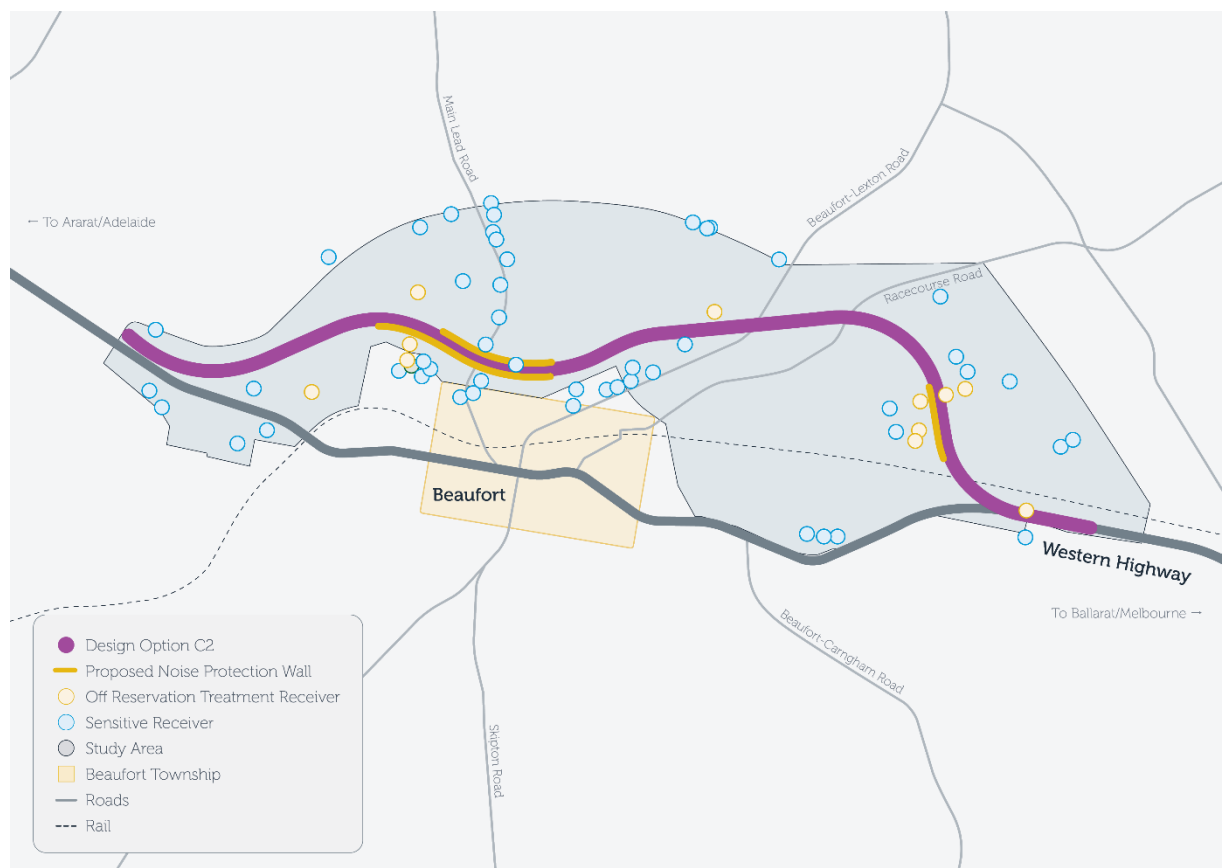 Main Lead Road
Beaufort-Lexton Road
← To Ararat/Adelaide
Racecourse Road
Beaufort
Western Highway
To Ballarat/Melbourne →
Beaufort-Carngham Road
Skipton Road
Design Option C2
Proposed Noise Protection Wall
Off Reservation Treatment Receiver
Sensitive Receiver
Study Area
Beaufort Township
Roads
Rail